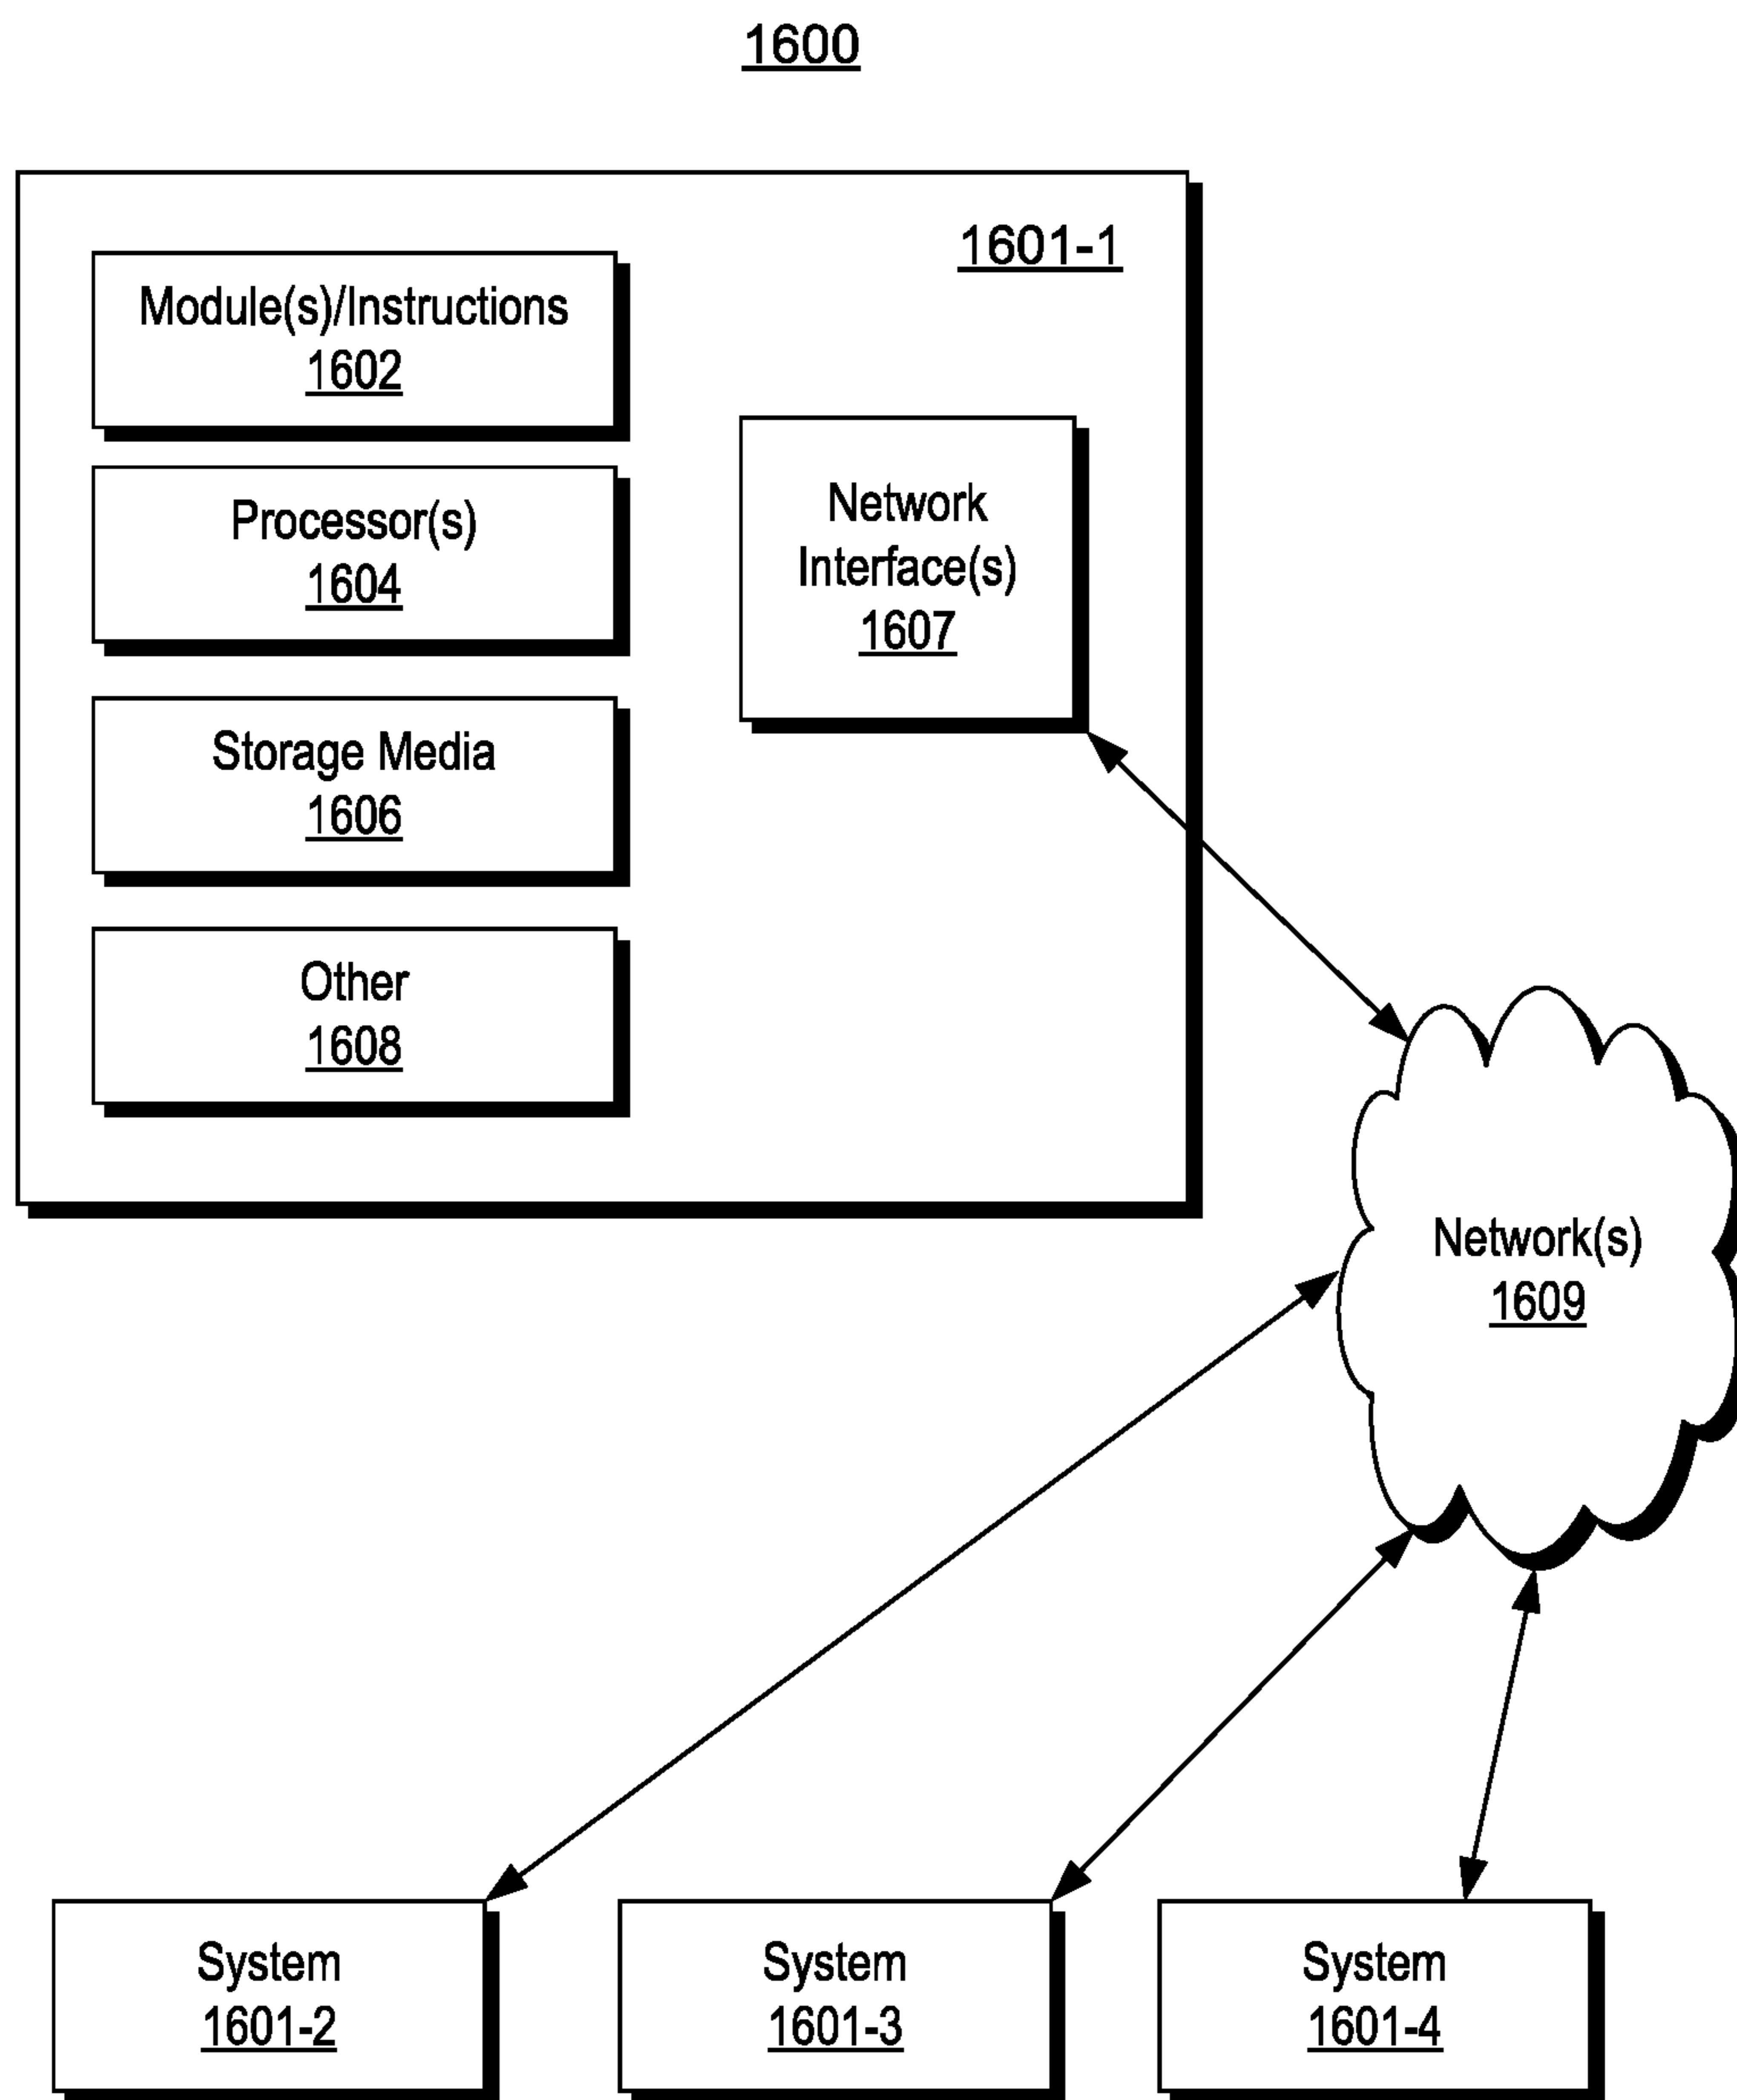 1600
1601-1
Module(s)/Instructions
1602
Processor(s)
1604
Network
Interface(s)
1607
Storage Media
1606
Other
1608
Network(s)
1609
System
1601-2
System
1601-3
System
1601-4